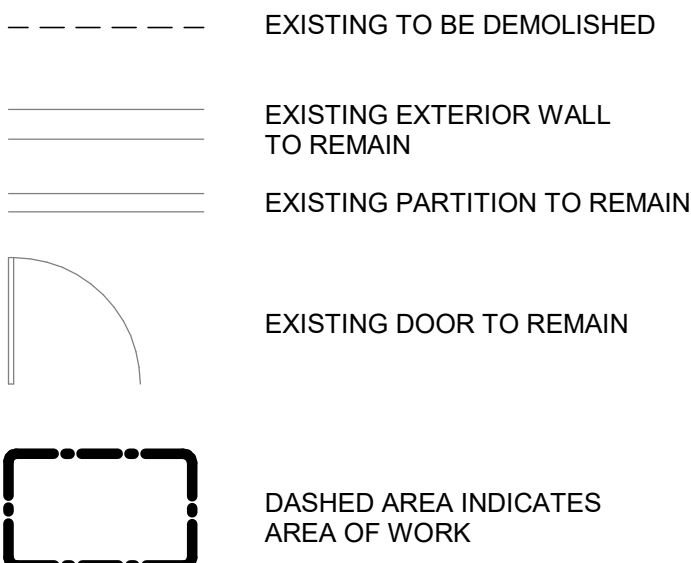 EXISTING TO BE DEMOLISHED
EXISTING EXTERIOR WALL
TO REMAIN
EXISTING PARTITION TO REMAIN
EXISTING DOOR TO REMAIN
DASHED AREA INDICATES
AREA OF WORK